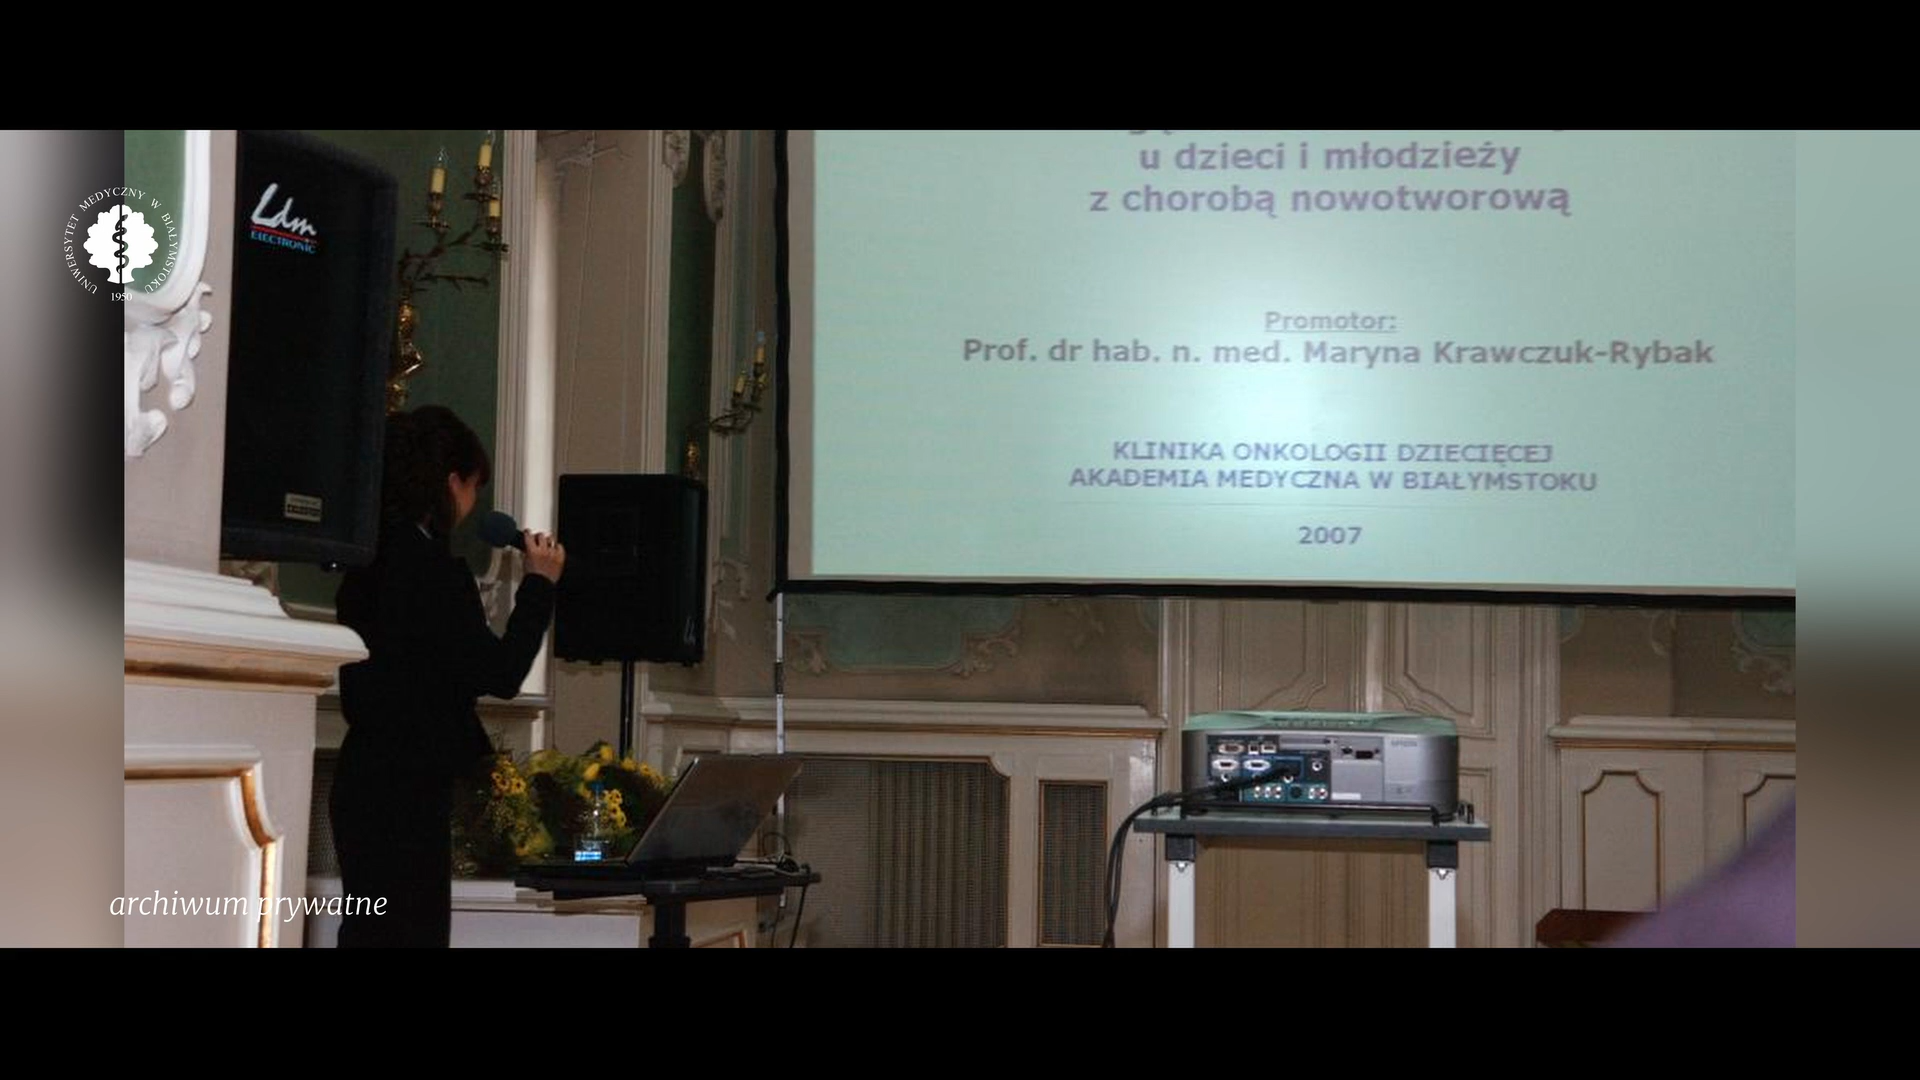 UNIWERSYTET MEDYCZNY W BIAŁYMSTOKU
1950
Ldm
ELECTRONIC
u dzieci i młodzieży
z chorobą nowotworową
Promotor:
Prof. dr hab. n. med. Maryna Krawczuk-Rybak
KLINIKA ONKOLOGII DZIECIĘCEJ
AKADEMIA MEDYCZNA W BIAŁYMSTOKU
2007
EPSON
archiwum prywatne